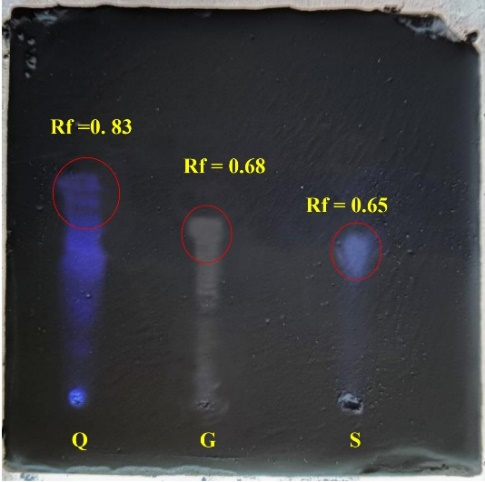 Rf =0. 83
Rf = 0.68
Rf = 0.65
Q
G
S